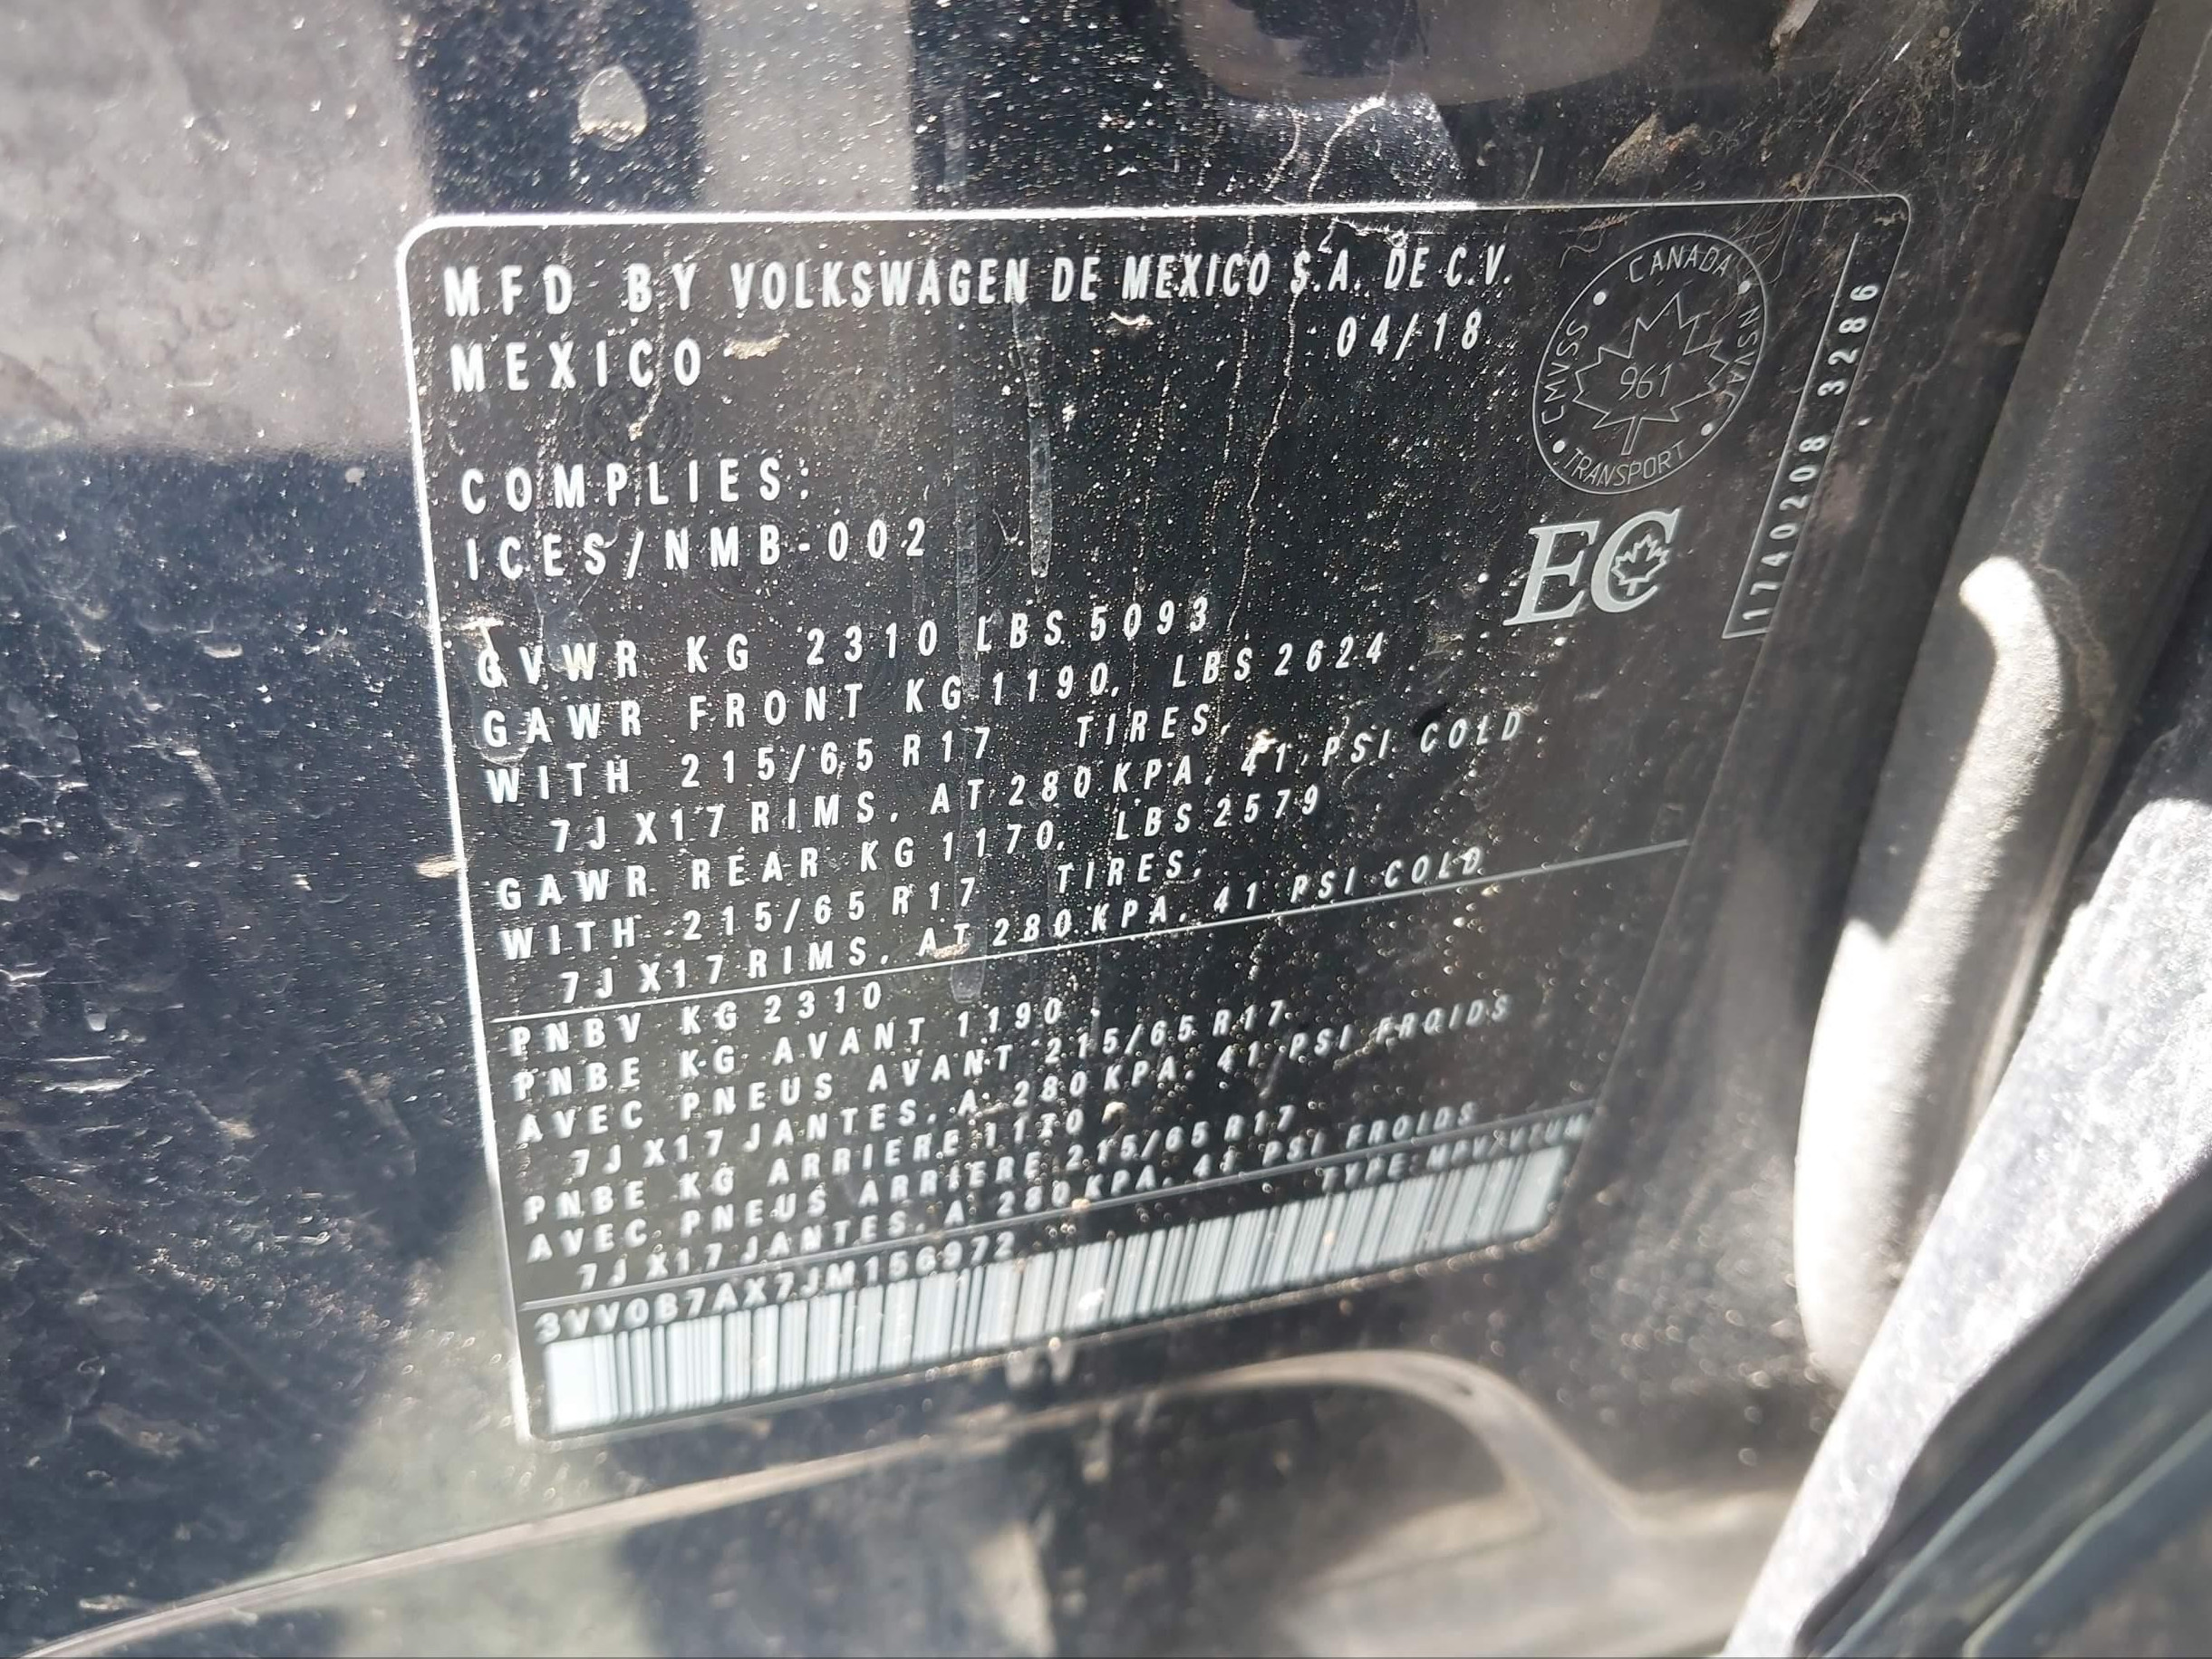 MFD BY VOLKSWAGEN DE MEXICO S.A. DE C.V.
MEXICO 04/18
CANADA
NSVAC
CMVSS
961
TRANSPORT
1740208 3286
COMPLIES:
ICES/NMB-002
EC
GVWR KG 2310 LBS 5093
GAWR FRONT KG 1190, LBS 2624
WITH 215/65 R17 TIRES,
7J X17 RIMS, AT 280 KPA, 41 PSI COLD
GAWR REAR KG 1170, LBS 2579
WITH 215/65 R17 TIRES,
7J X17 RIMS, AT 280 KPA, 41 PSI COLD
PNBV KG 2310
PNBE KG AVANT 1190
AVEC PNEUS AVANT 215/65 R17
7J X17 JANTES, A 280 KPA, 41 PSI FROIDS
PNBE KG ARRIERE 1170
AVEC PNEUS ARRIERE 215/65 R17
7J X17 JANTES, A 280 KPA, 41 PSI FROIDS
3VV0B7AX7JM156972 TYPE: MPV/VTUM